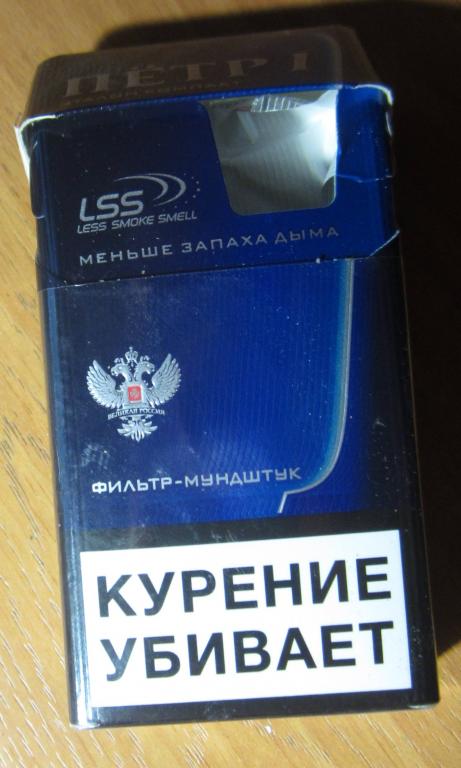 ПЁТР I
LSS
LESS SMOKE SMELL
МЕНЬШЕ ЗАПАХА ДЫМА
ВЕЛИКАЯ РОССИЯ
ФИЛЬТР-МУНДШТУК
КУРЕНИЕ
УБИВАЕТ